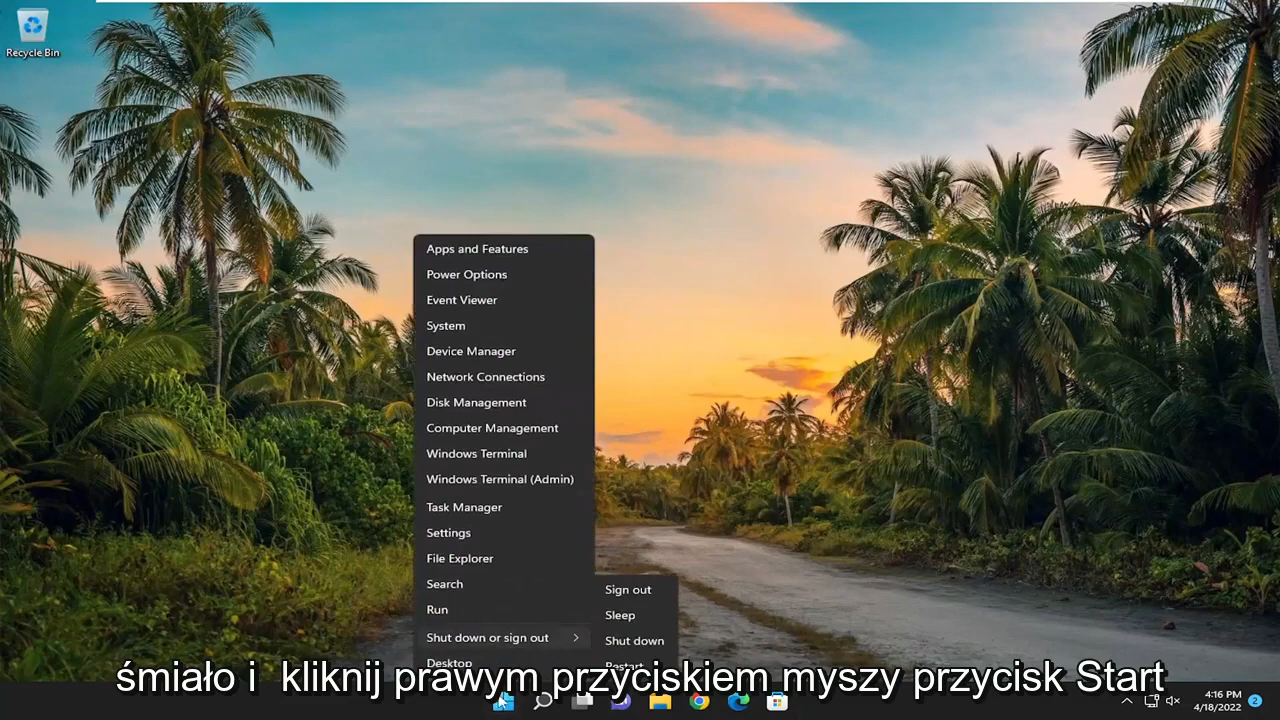 Recycle Bin
Apps and Features
Power Options
Event Viewer
System
Device Manager
Network Connections
Disk Management
Computer Management
Windows Terminal
Windows Terminal (Admin)
Task Manager
Settings
File Explorer
Search
Run
Shut down or sign out
Desktop
Sign out
Sleep
Shut down
Restart
śmiało i  kliknij prawym przyciskiem myszy przycisk Start
4:16 PM
4/18/2022
2